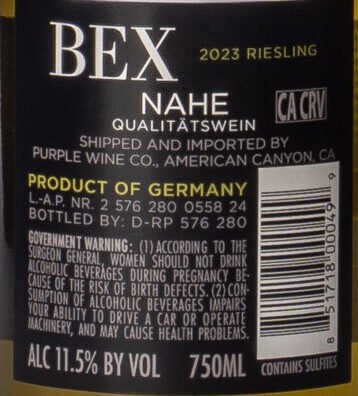 BEX 2023 RIESLING
NAHE
QUALITÄTSWEIN
CA CRV
SHIPPED AND IMPORTED BY
PURPLE WINE CO., AMERICAN CANYON, CA
PRODUCT OF GERMANY
L.-A.P. NR. 2 576 280 0558 24
BOTTLED BY: D-RP 576 280
GOVERNMENT WARNING: (1) ACCORDING TO THE
SURGEON GENERAL, WOMEN SHOULD NOT DRINK
ALCOHOLIC BEVERAGES DURING PREGNANCY BE-
CAUSE OF THE RISK OF BIRTH DEFECTS. (2) CON-
SUMPTION OF ALCOHOLIC BEVERAGES IMPAIRS
YOUR ABILITY TO DRIVE A CAR OR OPERATE
MACHINERY, AND MAY CAUSE HEALTH PROBLEMS.
8 51718 00049 9
ALC 11.5% BY VOL 750ML CONTAINS SULFITES